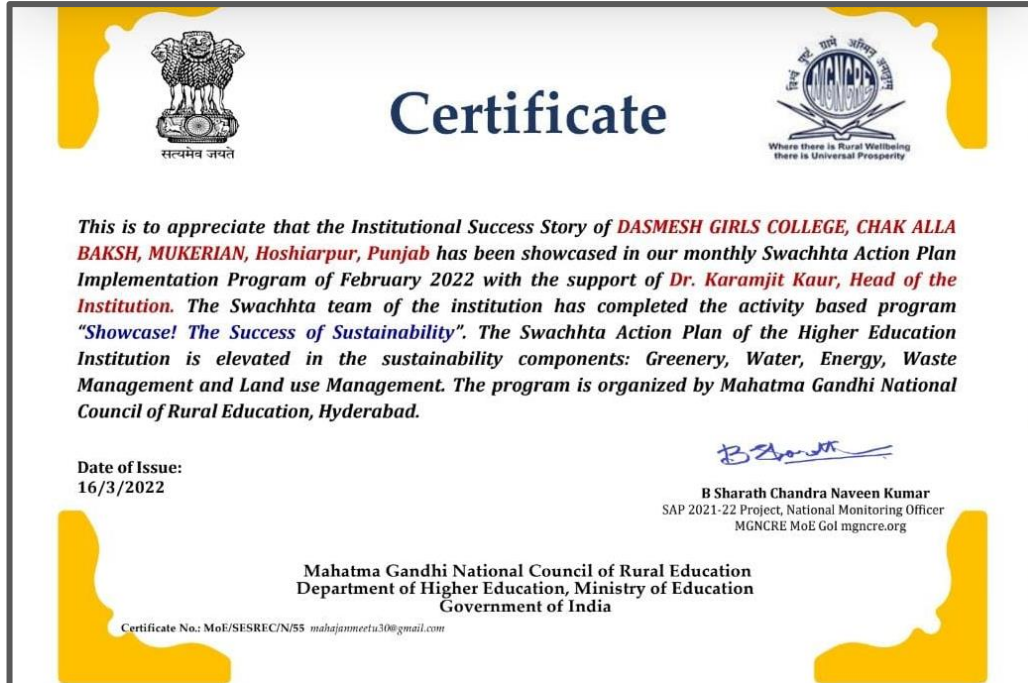 सत्यमेव जयते
Certificate
विश्वं पुष्टं ग्रामे अस्मिन् अनातुरम्
MGNCRE
Where there is Rural Wellbeing
there is Universal Prosperity
This is to appreciate that the Institutional Success Story of DASMESH GIRLS COLLEGE, CHAK ALLA
BAKSH, MUKERIAN, Hoshiarpur, Punjab has been showcased in our monthly Swachhta Action Plan
Implementation Program of February 2022 with the support of Dr. Karamjit Kaur, Head of the
Institution. The Swachhta team of the institution has completed the activity based program
“Showcase! The Success of Sustainability”. The Swachhta Action Plan of the Higher Education
Institution is elevated in the sustainability components: Greenery, Water, Energy, Waste
Management and Land use Management. The program is organized by Mahatma Gandhi National
Council of Rural Education, Hyderabad.
Date of Issue:
16/3/2022
B Sharath
B Sharath Chandra Naveen Kumar
SAP 2021-22 Project, National Monitoring Officer
MGNCRE MoE GoI mgncre.org
Mahatma Gandhi National Council of Rural Education
Department of Higher Education, Ministry of Education
Government of India
Certificate No.: MoE/SESREC/N/55 mahajanmeetu30@gmail.com